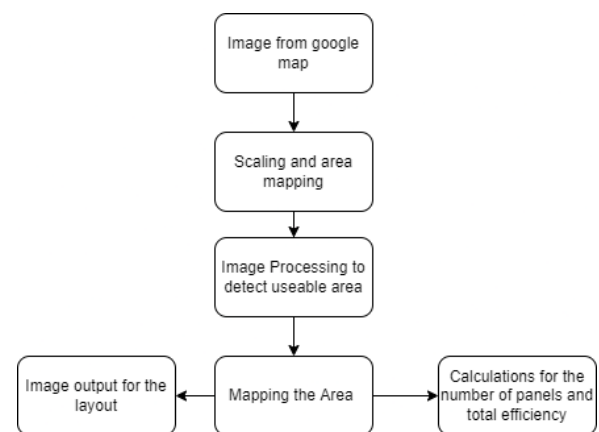 Image from google
map
Scaling and area
mapping
Image Processing to
detect useable area
Image output for the
layout
Mapping the Area
Calculations for the
number of panels and
total efficiency